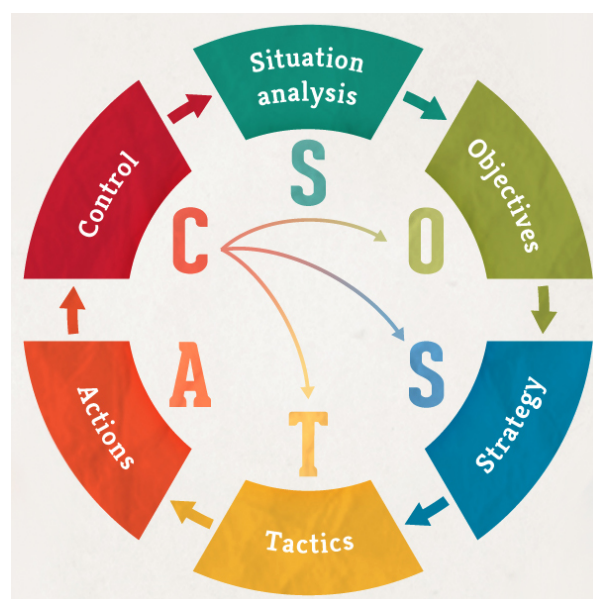 Situation
analysis
Objectives
Strategy
Tactics
Actions
Control
S
O
S
T
A
C